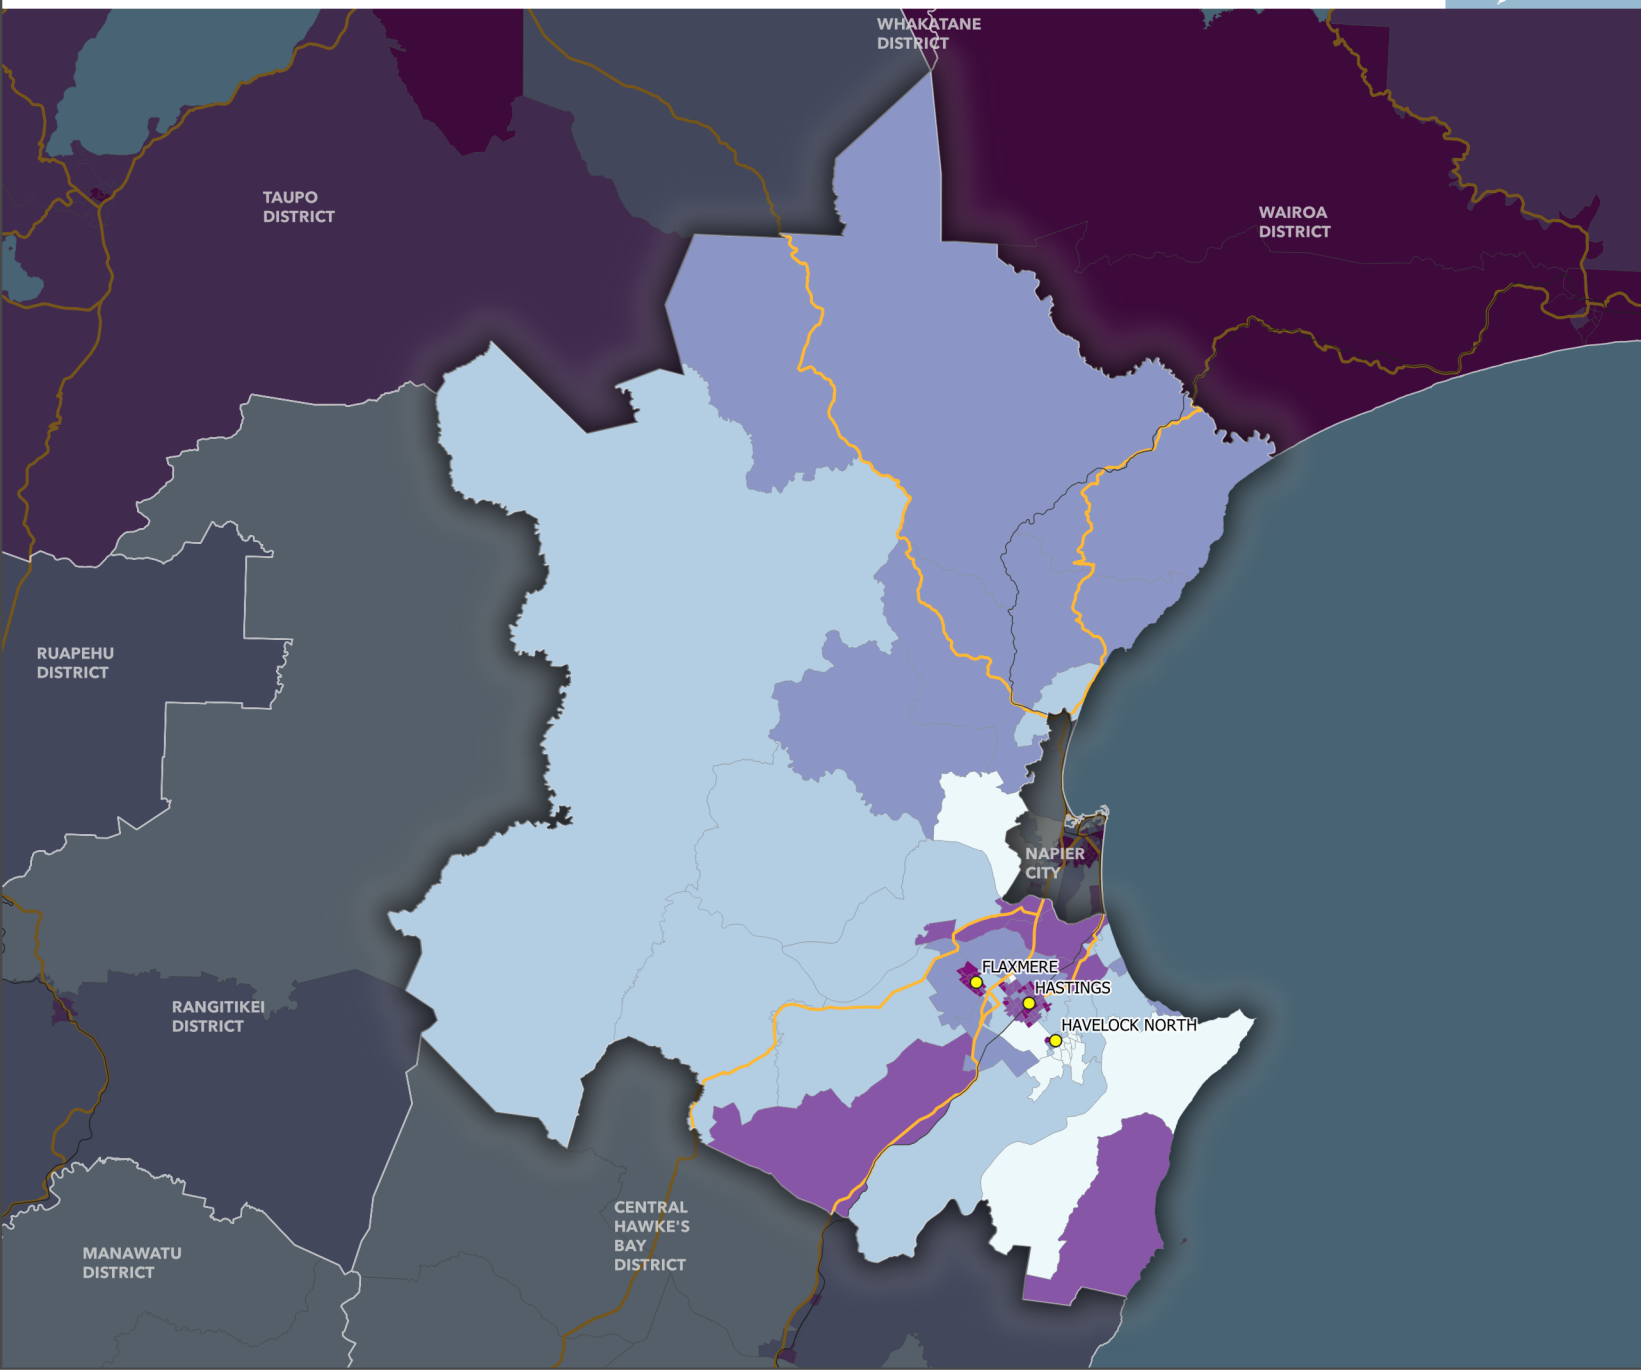 WHAKATANE
DISTRICT
TAUPO
DISTRICT
WAIROA
DISTRICT
RUAPEHU
DISTRICT
NAPIER
CITY
FLAXMERE
HASTINGS
HAVELOCK NORTH
RANGITIKEI
DISTRICT
CENTRAL
HAWKE'S
BAY
DISTRICT
MANAWATU
DISTRICT